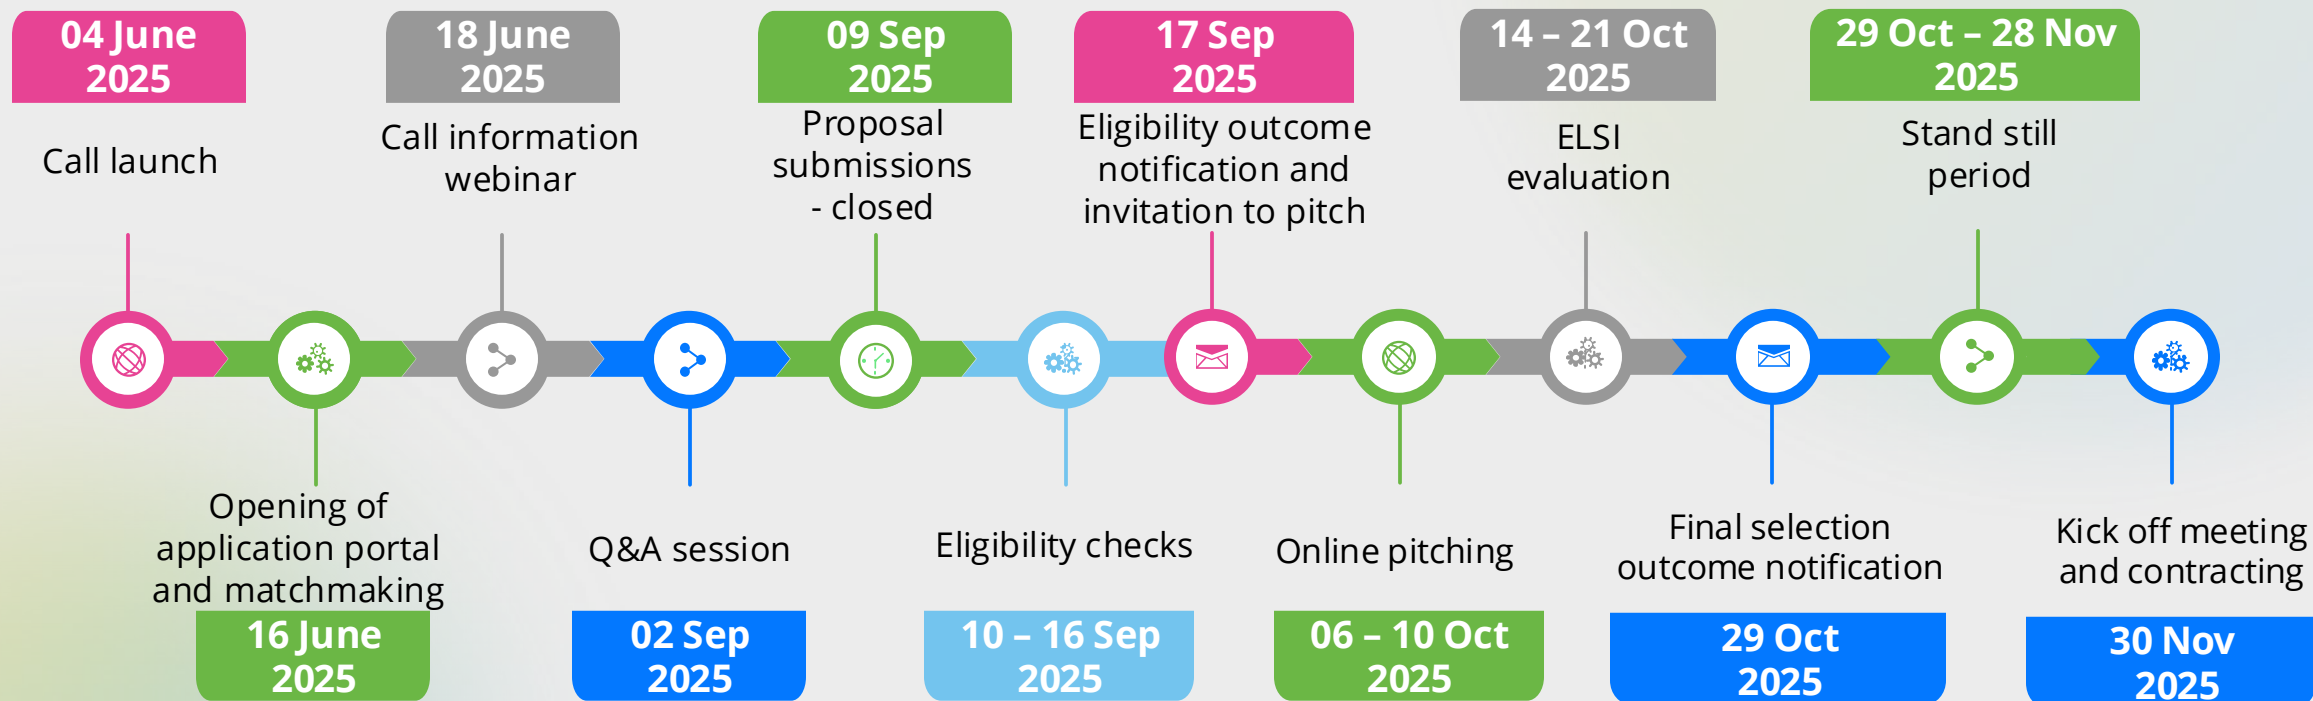 04 June
2025
Call launch
18 June
2025
Call information
webinar
09 Sep
2025
Proposal
submissions
- closed
17 Sep
2025
Eligibility outcome
notification and
invitation to pitch
14 – 21 Oct
2025
ELSI
evaluation
29 Oct – 28 Nov
2025
Stand still
period
Opening of
application portal
and matchmaking
16 June
2025
Q&A session
02 Sep
2025
Eligibility checks
10 – 16 Sep
2025
Online pitching
06 – 10 Oct
2025
Final selection
outcome notification
29 Oct
2025
Kick off meeting
and contracting
30 Nov
2025